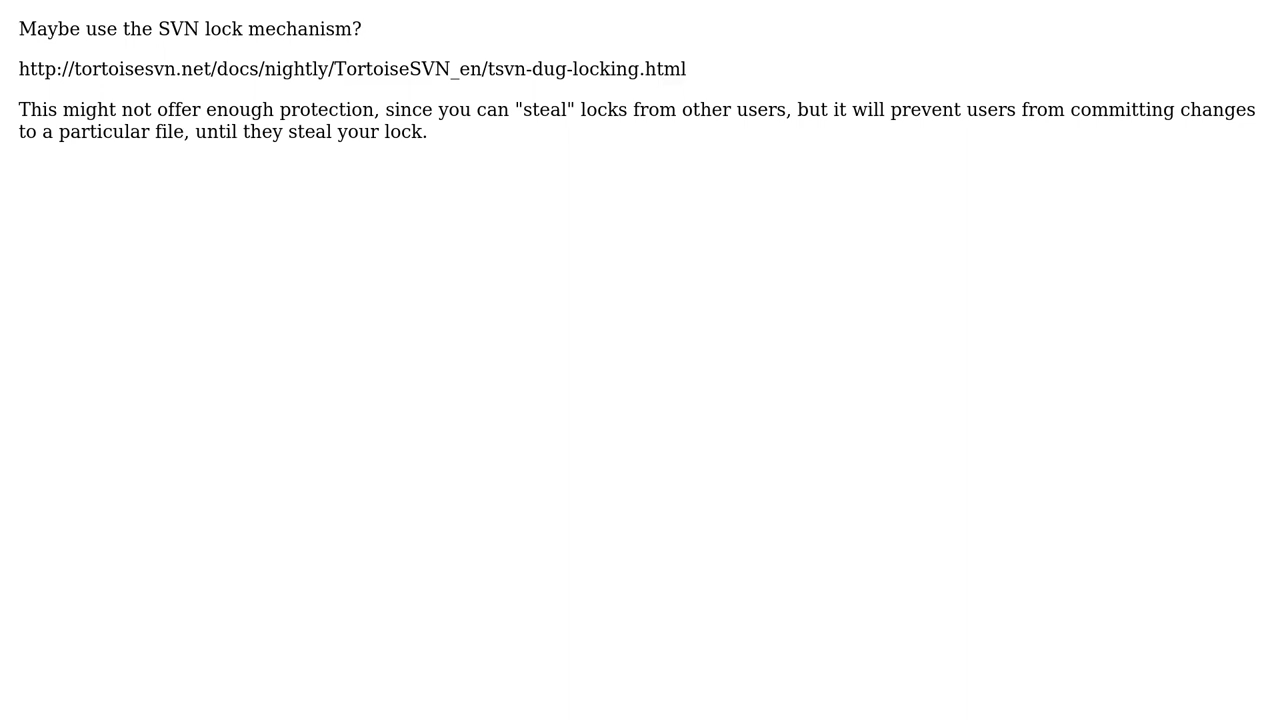 Maybe use the SVN lock mechanism?
http://tortoisesvn.net/docs/nightly/TortoiseSVN_en/tsvn-dug-locking.html
This might not offer enough protection, since you can "steal" locks from other users, but it will prevent users from committing changes
to a particular file, until they steal your lock.